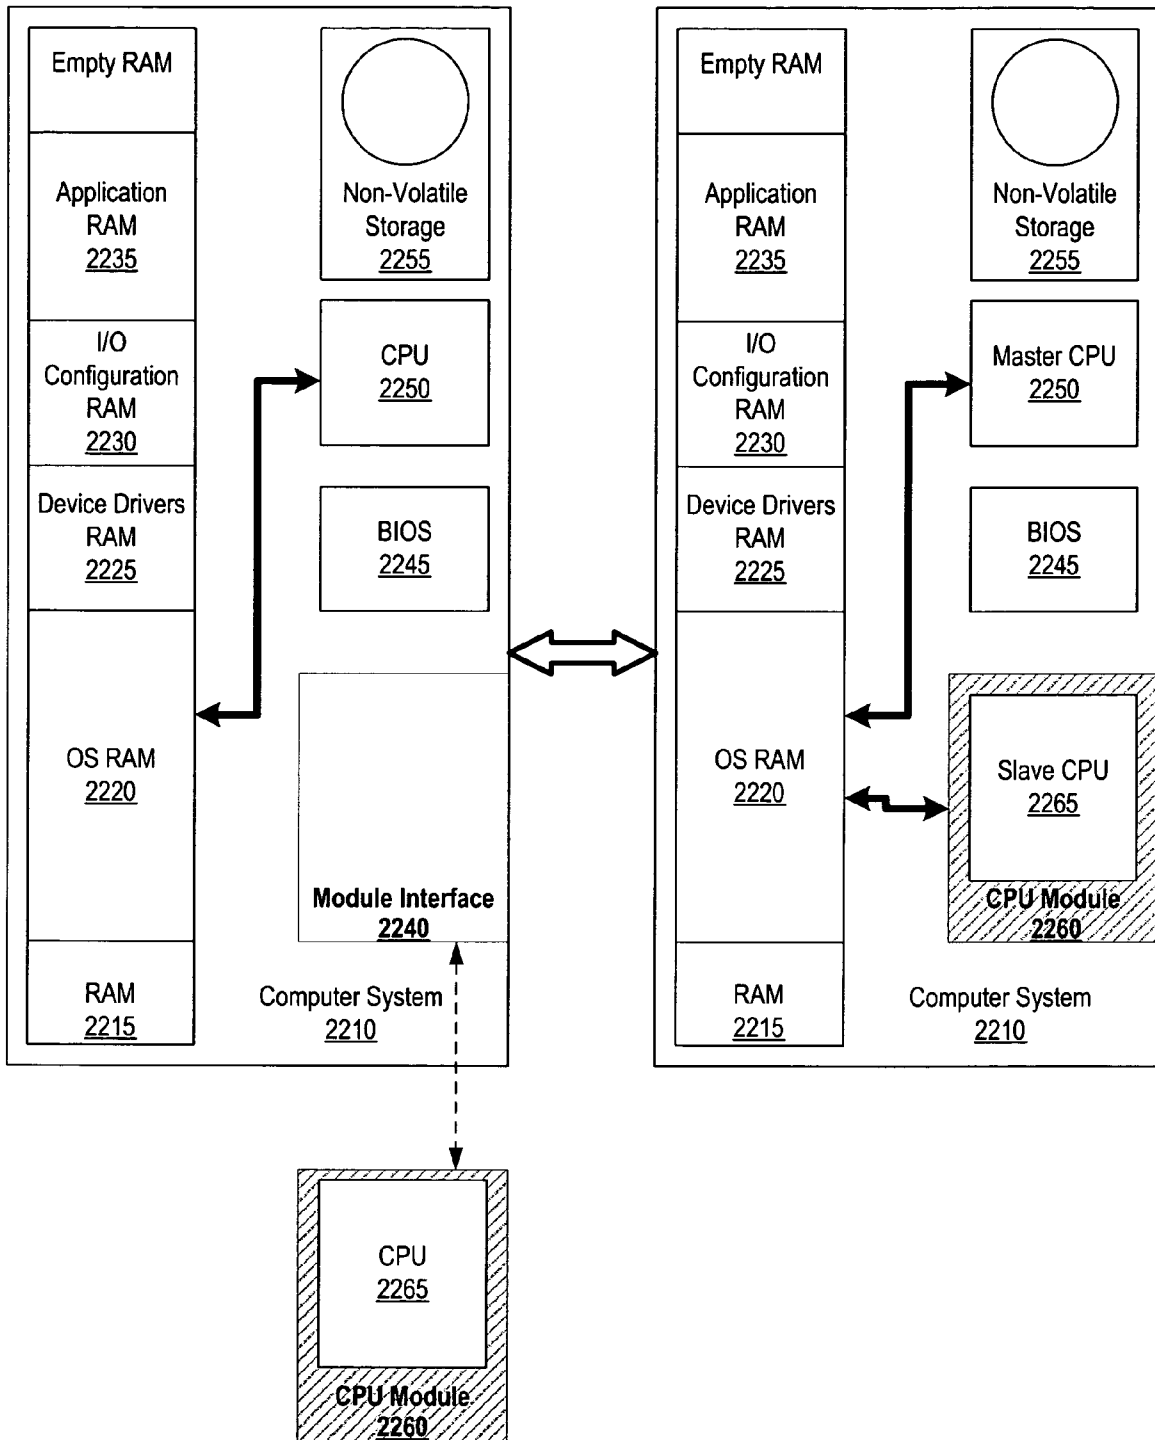 Empty RAM
Application
RAM
2235
I/O
Configuration
RAM
2230
Device Drivers
RAM
2225
OS RAM
2220
RAM
2215
Non-Volatile
Storage
2255
CPU
2250
BIOS
2245
Module Interface
2240
Computer System
2210
CPU
2265
CPU Module
2260
Empty RAM
Application
RAM
2235
I/O
Configuration
RAM
2230
Device Drivers
RAM
2225
OS RAM
2220
RAM
2215
Non-Volatile
Storage
2255
Master CPU
2250
BIOS
2245
Slave CPU
2265
CPU Module
2260
Computer System
2210